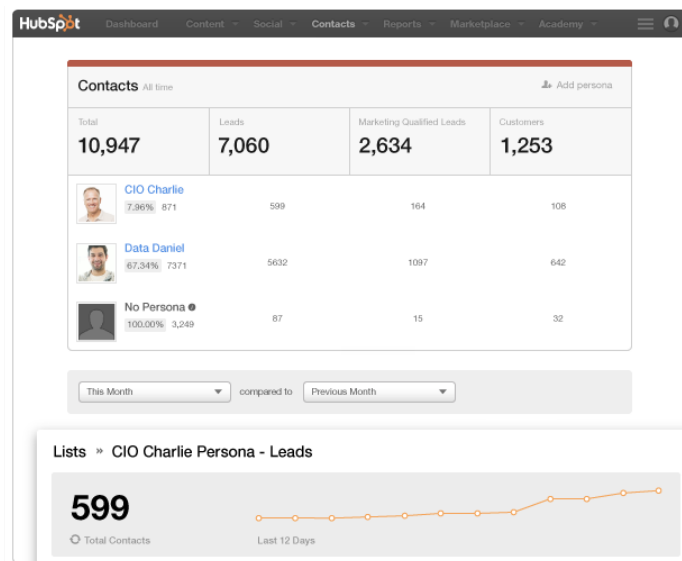 HubSpot Dashboard Content Social Contacts Reports Marketplace Academy
Contacts All time Add persona
Total Leads Marketing Qualified Leads Customers
10,947 7,060 2,634 1,253
CIO Charlie
7.96% 871 599 164 108
Data Daniel
67.34% 7371 5632 1097 642
No Persona
100.00% 3,249 87 15 32
This Month compared to Previous Month
Lists » CIO Charlie Persona - Leads
599
Total Contacts Last 12 Days